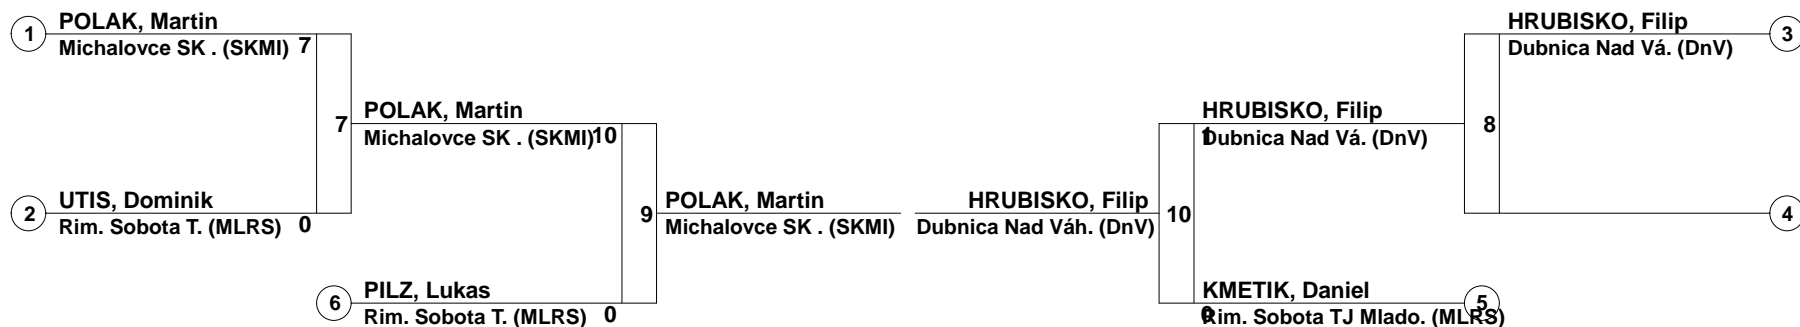 1
POLAK, Martin
Michalovce SK . (SKMI)
7
2
UTIS, Dominik
Rim. Sobota T. (MLRS)
0
7
POLAK, Martin
Michalovce SK . (SKMI)
10
6
PILZ, Lukas
Rim. Sobota T. (MLRS)
0
9
POLAK, Martin
Michalovce SK . (SKMI)
HRUBISKO, Filip
Dubnica Nad Váh. (DnV)
10
HRUBISKO, Filip
Dubnica Nad Vá. (DnV)
KMETIK, Daniel
Rim. Sobota TJ Mlado. (MLRS)
0
5
8
HRUBISKO, Filip
Dubnica Nad Vá. (DnV)
3
4